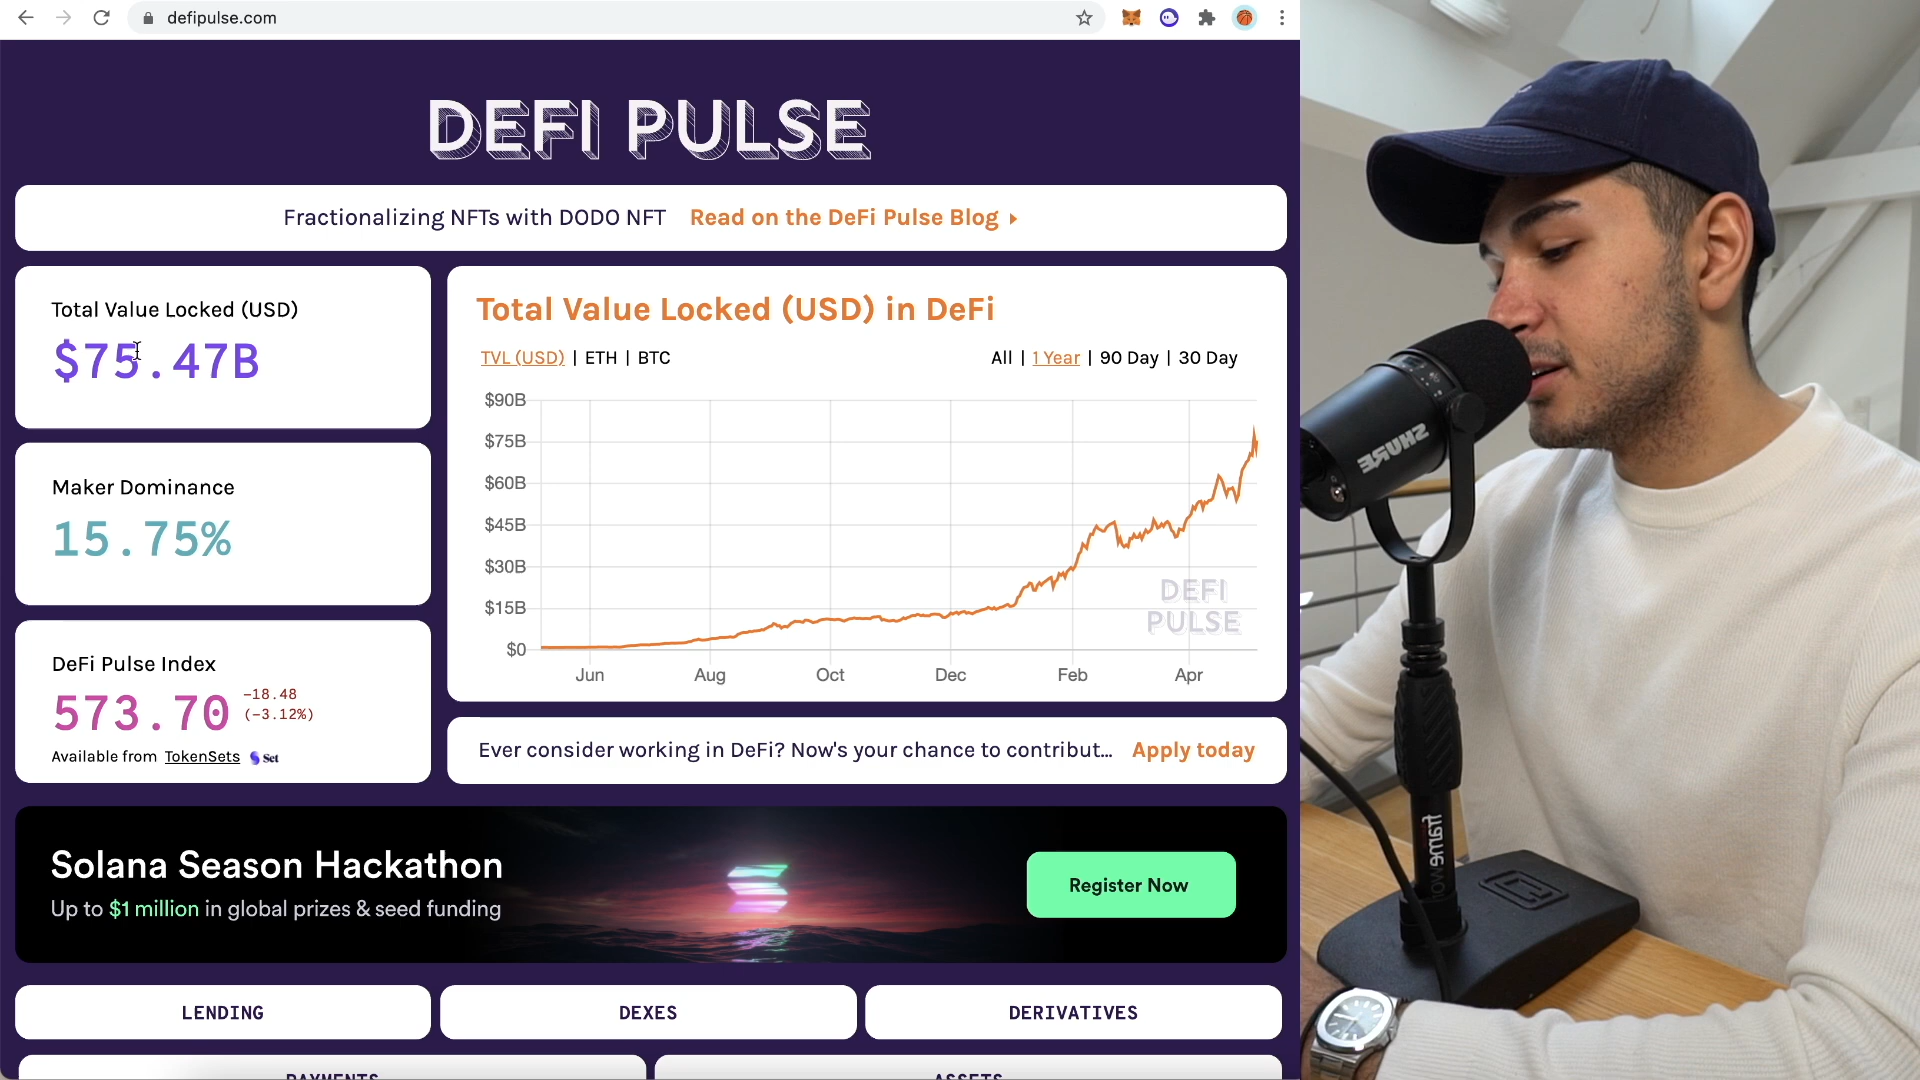 defipulse.com
DEFI PULSE
Fractionalizing NFTs with DODO NFT Read on the DeFi Pulse Blog
Total Value Locked (USD)
$75.47B
Maker Dominance
15.75%
DeFi Pulse Index
573.70
-18.48
(-3.12%)
Available from TokenSets Set
Total Value Locked (USD) in DeFi
TVL (USD) | ETH | BTC
All | 1 Year | 90 Day | 30 Day
$90B
$75B
$60B
$45B
$30B
$15B
$0
Jun Aug Oct Dec Feb Apr
DEFI
PULSE
Ever consider working in DeFi? Now's your chance to contribut... Apply today
Solana Season Hackathon
Up to $1 million in global prizes & seed funding
Register Now
LENDING
DEXES
DERIVATIVES
PAYMENTS
ASSETS
SHURE